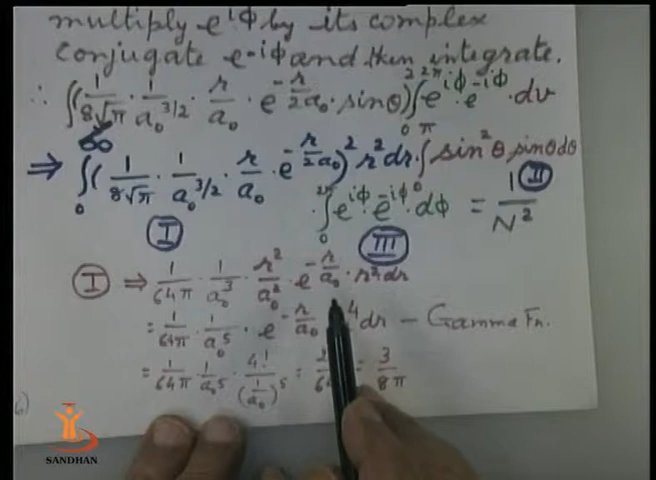 multiply e^iφ by its complex
conjugate e^-iφ and then integrate.
∴ ∫(1/8√π · 1/a₀^3/2 · r/a₀ · e^-r/2a₀ · sinθ)² ∫₀^2π e^iφ · e^-iφ · dv
⇒ ∫₀^∞ (1/8√π · 1/a₀^3/2 · r/a₀ · e^-r/2a₀)² r² dr · ∫₀^π sin²θ sinθ dθ
· ∫₀^2π e^iφ · e^-iφ · dφ = 1/N² II
I III
I ⇒ 1/64π · 1/a₀³ · r²/a₀² · e^-r/a₀ · r² dr
= 1/64π · 1/a₀⁵ · e^-r/a₀ 4 dr – Gamma Fn.
= 1/64π · 1/a₀⁵ · 4!/(1/a₀)⁵ = = 3/8π
SANDHAN